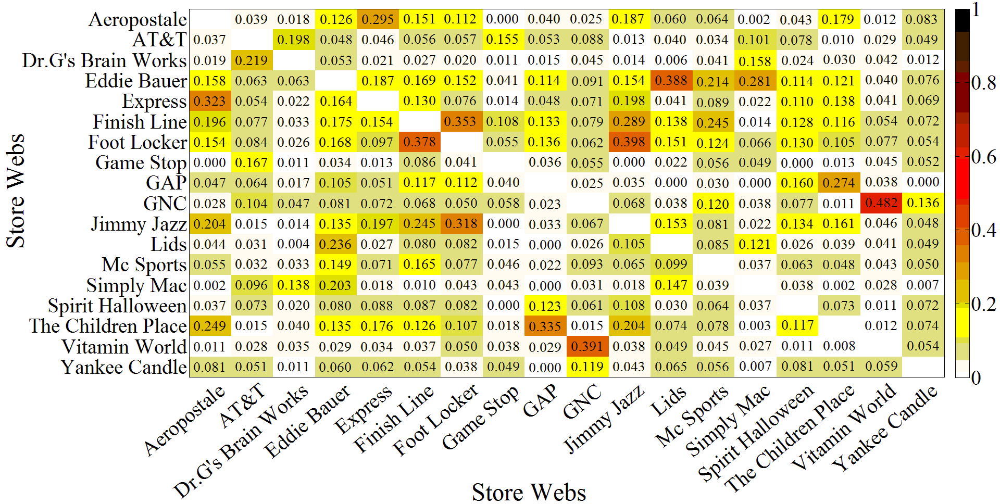 Aeropostale 0.039 0.018 0.126 0.295 0.151 0.112 0.000 0.040 0.025 0.187 0.060 0.064 0.002 0.043 0.179 0.012 0.083 1
AT&T 0.037 0.198 0.048 0.046 0.056 0.057 0.155 0.053 0.088 0.013 0.040 0.034 0.101 0.078 0.010 0.029 0.049
Dr.G's Brain Works 0.019 0.219 0.053 0.021 0.027 0.020 0.011 0.015 0.045 0.014 0.006 0.041 0.158 0.024 0.030 0.042 0.012
Eddie Bauer 0.158 0.063 0.063 0.187 0.169 0.152 0.041 0.114 0.091 0.154 0.388 0.214 0.281 0.114 0.121 0.040 0.076 0.8
Express 0.323 0.054 0.022 0.164 0.130 0.076 0.014 0.048 0.071 0.198 0.041 0.089 0.022 0.110 0.138 0.041 0.069
Finish Line 0.196 0.077 0.033 0.175 0.154 0.353 0.108 0.133 0.079 0.289 0.138 0.245 0.014 0.128 0.116 0.054 0.072
Foot Locker 0.154 0.084 0.026 0.168 0.097 0.378 0.055 0.136 0.062 0.398 0.151 0.124 0.066 0.130 0.105 0.077 0.054
Game Stop 0.000 0.167 0.011 0.034 0.013 0.086 0.041 0.036 0.055 0.000 0.022 0.056 0.049 0.000 0.013 0.045 0.052 0.6
GAP 0.047 0.064 0.017 0.105 0.051 0.117 0.112 0.040 0.025 0.035 0.000 0.030 0.000 0.160 0.274 0.038 0.000
GNC 0.028 0.104 0.047 0.081 0.072 0.068 0.050 0.058 0.023 0.068 0.038 0.120 0.038 0.077 0.011 0.482 0.136
Jimmy Jazz 0.204 0.015 0.014 0.135 0.197 0.245 0.318 0.000 0.033 0.067 0.153 0.081 0.022 0.134 0.161 0.046 0.048 0.4
Lids 0.044 0.031 0.004 0.236 0.027 0.080 0.082 0.015 0.000 0.026 0.105 0.085 0.121 0.026 0.039 0.041 0.049
Mc Sports 0.055 0.032 0.033 0.149 0.071 0.165 0.077 0.046 0.022 0.093 0.065 0.099 0.037 0.063 0.048 0.043 0.050
Simply Mac 0.002 0.096 0.138 0.203 0.018 0.010 0.043 0.043 0.000 0.031 0.018 0.147 0.039 0.038 0.002 0.028 0.007
Spirit Halloween 0.037 0.073 0.020 0.080 0.088 0.087 0.082 0.000 0.123 0.061 0.108 0.030 0.064 0.037 0.073 0.011 0.072 0.2
The Children Place 0.249 0.015 0.040 0.135 0.176 0.126 0.107 0.018 0.335 0.015 0.204 0.074 0.078 0.003 0.117 0.012 0.074
Vitamin World 0.011 0.028 0.035 0.029 0.034 0.037 0.050 0.038 0.029 0.391 0.038 0.049 0.045 0.027 0.011 0.008 0.054
Yankee Candle 0.081 0.051 0.011 0.060 0.062 0.054 0.038 0.049 0.000 0.119 0.043 0.065 0.056 0.007 0.081 0.051 0.059 0
Store Webs
Aeropostale
AT&T
Dr.G's Brain Works
Eddie Bauer
Express
Finish Line
Foot Locker
Game Stop
GAP
GNC
Jimmy Jazz
Lids
Mc Sports
Simply Mac
Spirit Halloween
The Children Place
Vitamin World
Yankee Candle
Store Webs